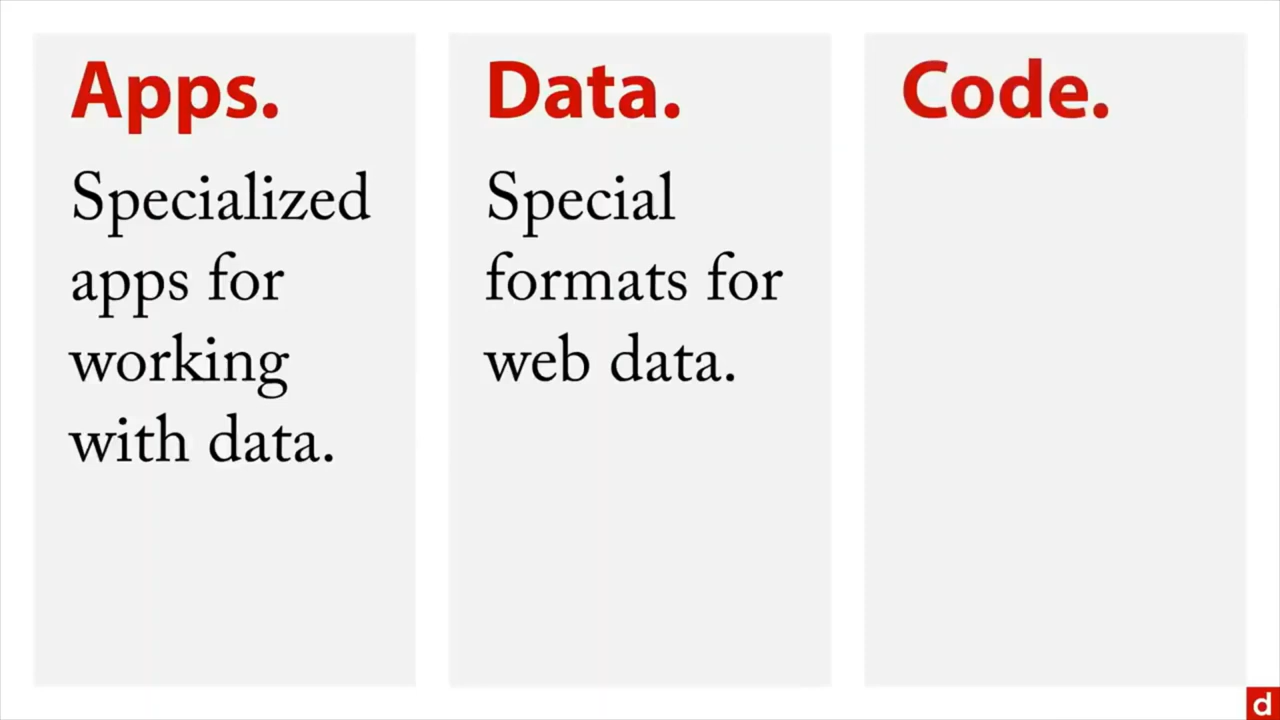 Apps.
Specialized
apps for
working
with data.
Data.
Special
formats for
web data.
Code.
d